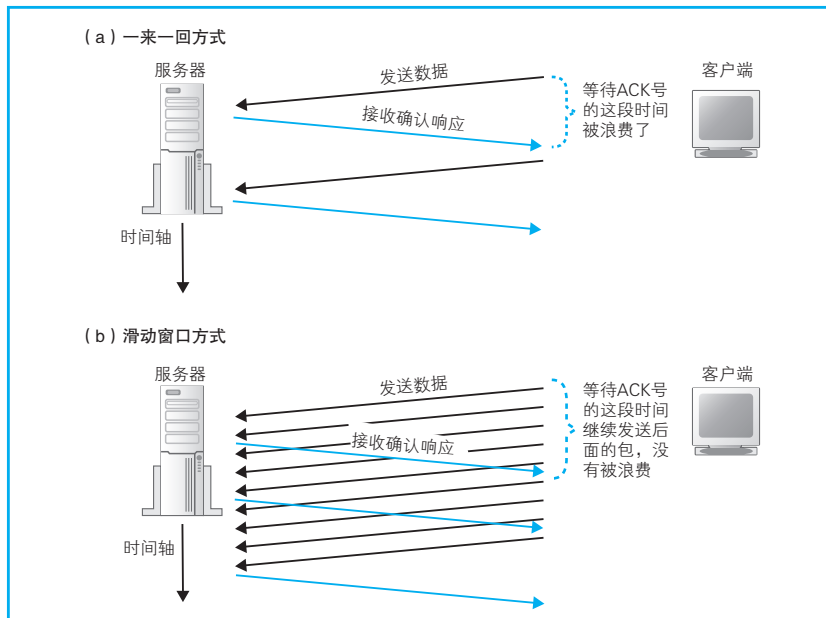 （a）一来一回方式
服务器
发送数据
客户端
等待ACK号
的这段时间
被浪费了
接收确认响应
时间轴
（b）滑动窗口方式
服务器
发送数据
客户端
等待ACK号
的这段时间
继续发送后
面的包，没
有被浪费
接收确认响应
时间轴